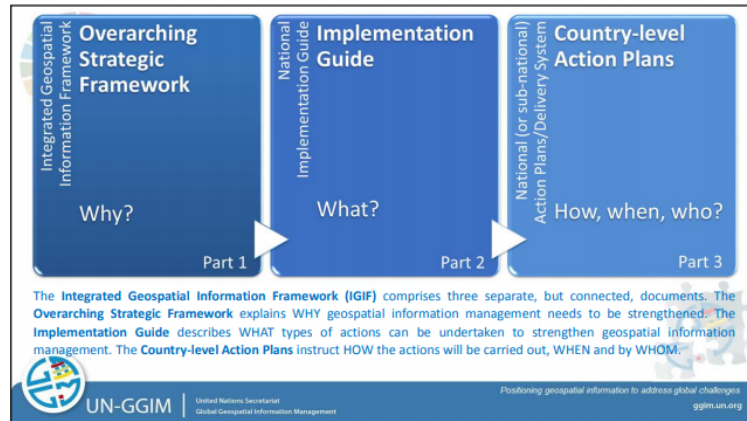 Integrated Geospatial
Information Framework
Overarching
Strategic
Framework
Why?
Part 1
National
Implementation Guide
Implementation
Guide
What?
Part 2
National (or sub-national)
Action Plans/Delivery System
Country-level
Action Plans
How, when, who?
Part 3
The Integrated Geospatial Information Framework (IGIF) comprises three separate, but connected, documents. The
Overarching Strategic Framework explains WHY geospatial information management needs to be strengthened. The
Implementation Guide describes WHAT types of actions can be undertaken to strengthen geospatial information
management. The Country-level Action Plans instruct HOW the actions will be carried out, WHEN and by WHOM.
Positioning geospatial information to address global challenges
UN-GGIM
United Nations Secretariat
Global Geospatial Information Management
ggim.un.org